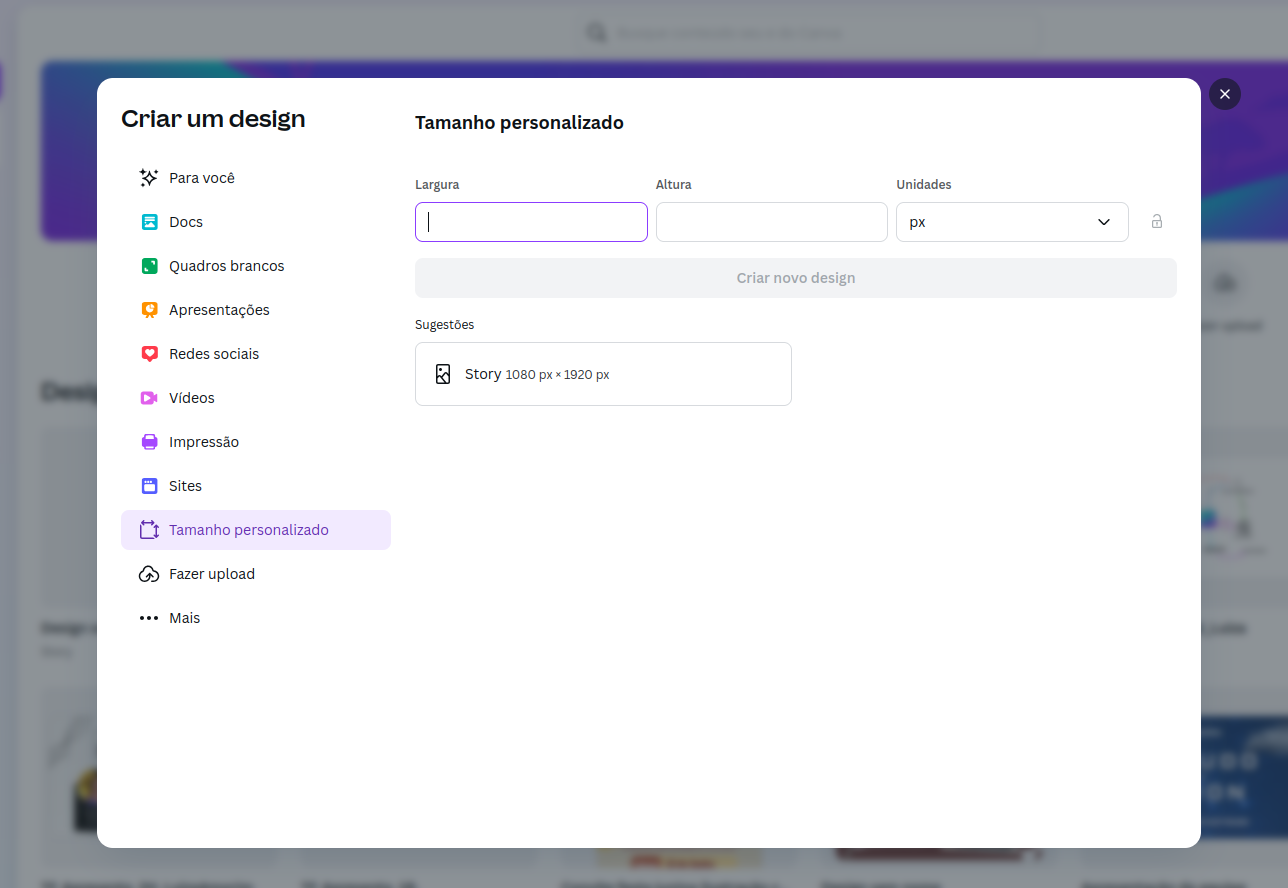 Criar um design
Para você
Docs
Quadros brancos
Apresentações
Redes sociais
Vídeos
Impressão
Sites
Tamanho personalizado
Fazer upload
Mais
Tamanho personalizado
Largura
Altura
Unidades
px
Criar novo design
Sugestões
Story 1080 px × 1920 px